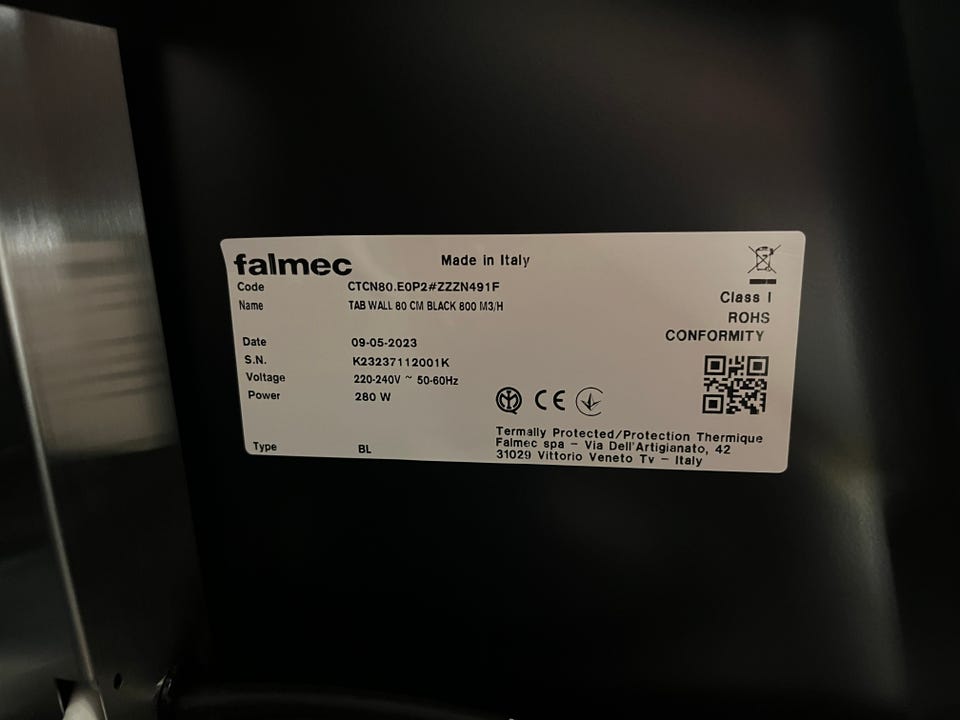 falmec Made in Italy
Code CTCN80.E0P2#ZZZN491F
Name TAB WALL 80 CM BLACK 800 M3/H
Class I
ROHS
CONFORMITY
Date 09-05-2023
S.N. K23237112001K
Voltage 220-240V ~ 50-60Hz
Power 280 W
CE
Type BL
Termally Protected/Protection Thermique
Falmec spa - Via Dell'Artigianato, 42
31029 Vittorio Veneto Tv - Italy